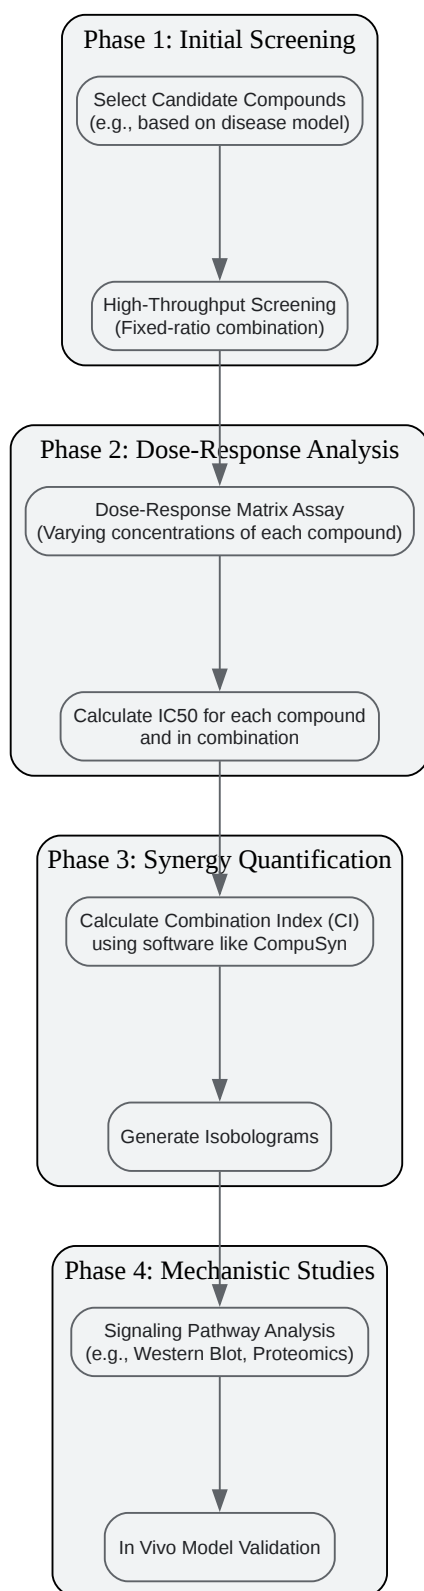 Phase 1: Initial Screening
Select Candidate Compounds
(e.g., based on disease model)
High-Throughput Screening
(Fixed-ratio combination)
Phase 2: Dose-Response Analysis
Dose-Response Matrix Assay
(Varying concentrations of each compound)
Calculate IC50 for each compound
and in combination
Phase 3: Synergy Quantification
Calculate Combination Index (CI)
using software like CompuSyn
Generate Isobolograms
Phase 4: Mechanistic Studies
Signaling Pathway Analysis
(e.g., Western Blot, Proteomics)
In Vivo Model Validation